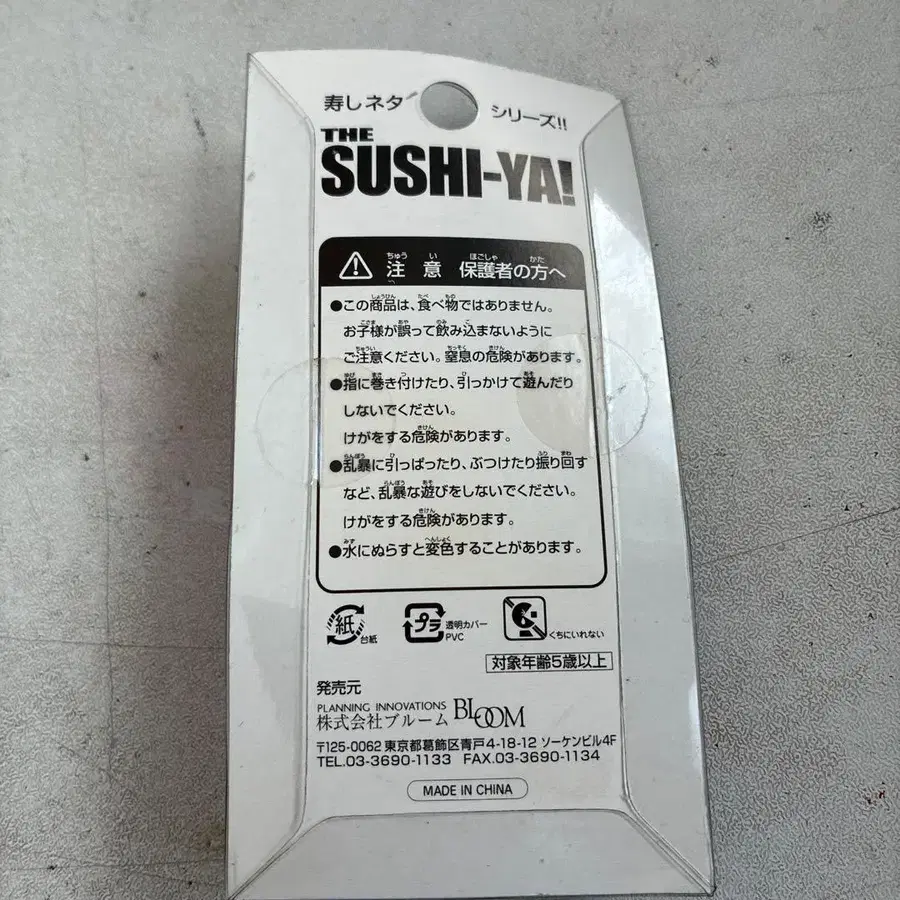 寿しネタ シリーズ!!
THE
SUSHI-YA!
注意 保護者の方へ
●この商品は、食べ物ではありません。
お子様が誤って飲み込まないように
ご注意ください。窒息の危険があります。
●指に巻き付けたり、引っかけて遊んだり
しないでください。
けがをする危険があります。
●乱暴に引っぱったり、ぶつけたり振り回す
など、乱暴な遊びをしないでください。
けがをする危険があります。
●水にぬらすと変色することがあります。
紙 台紙
プラ 透明カバー
PVC
くちにいれない
対象年齢5歳以上
発売元
PLANNING INNOVATIONS
株式会社ブルーム BLOOM
〒125-0062 東京都葛飾区青戸4-18-12 ソーケンビル4F
TEL.03-3690-1133 FAX.03-3690-1134
MADE IN CHINA